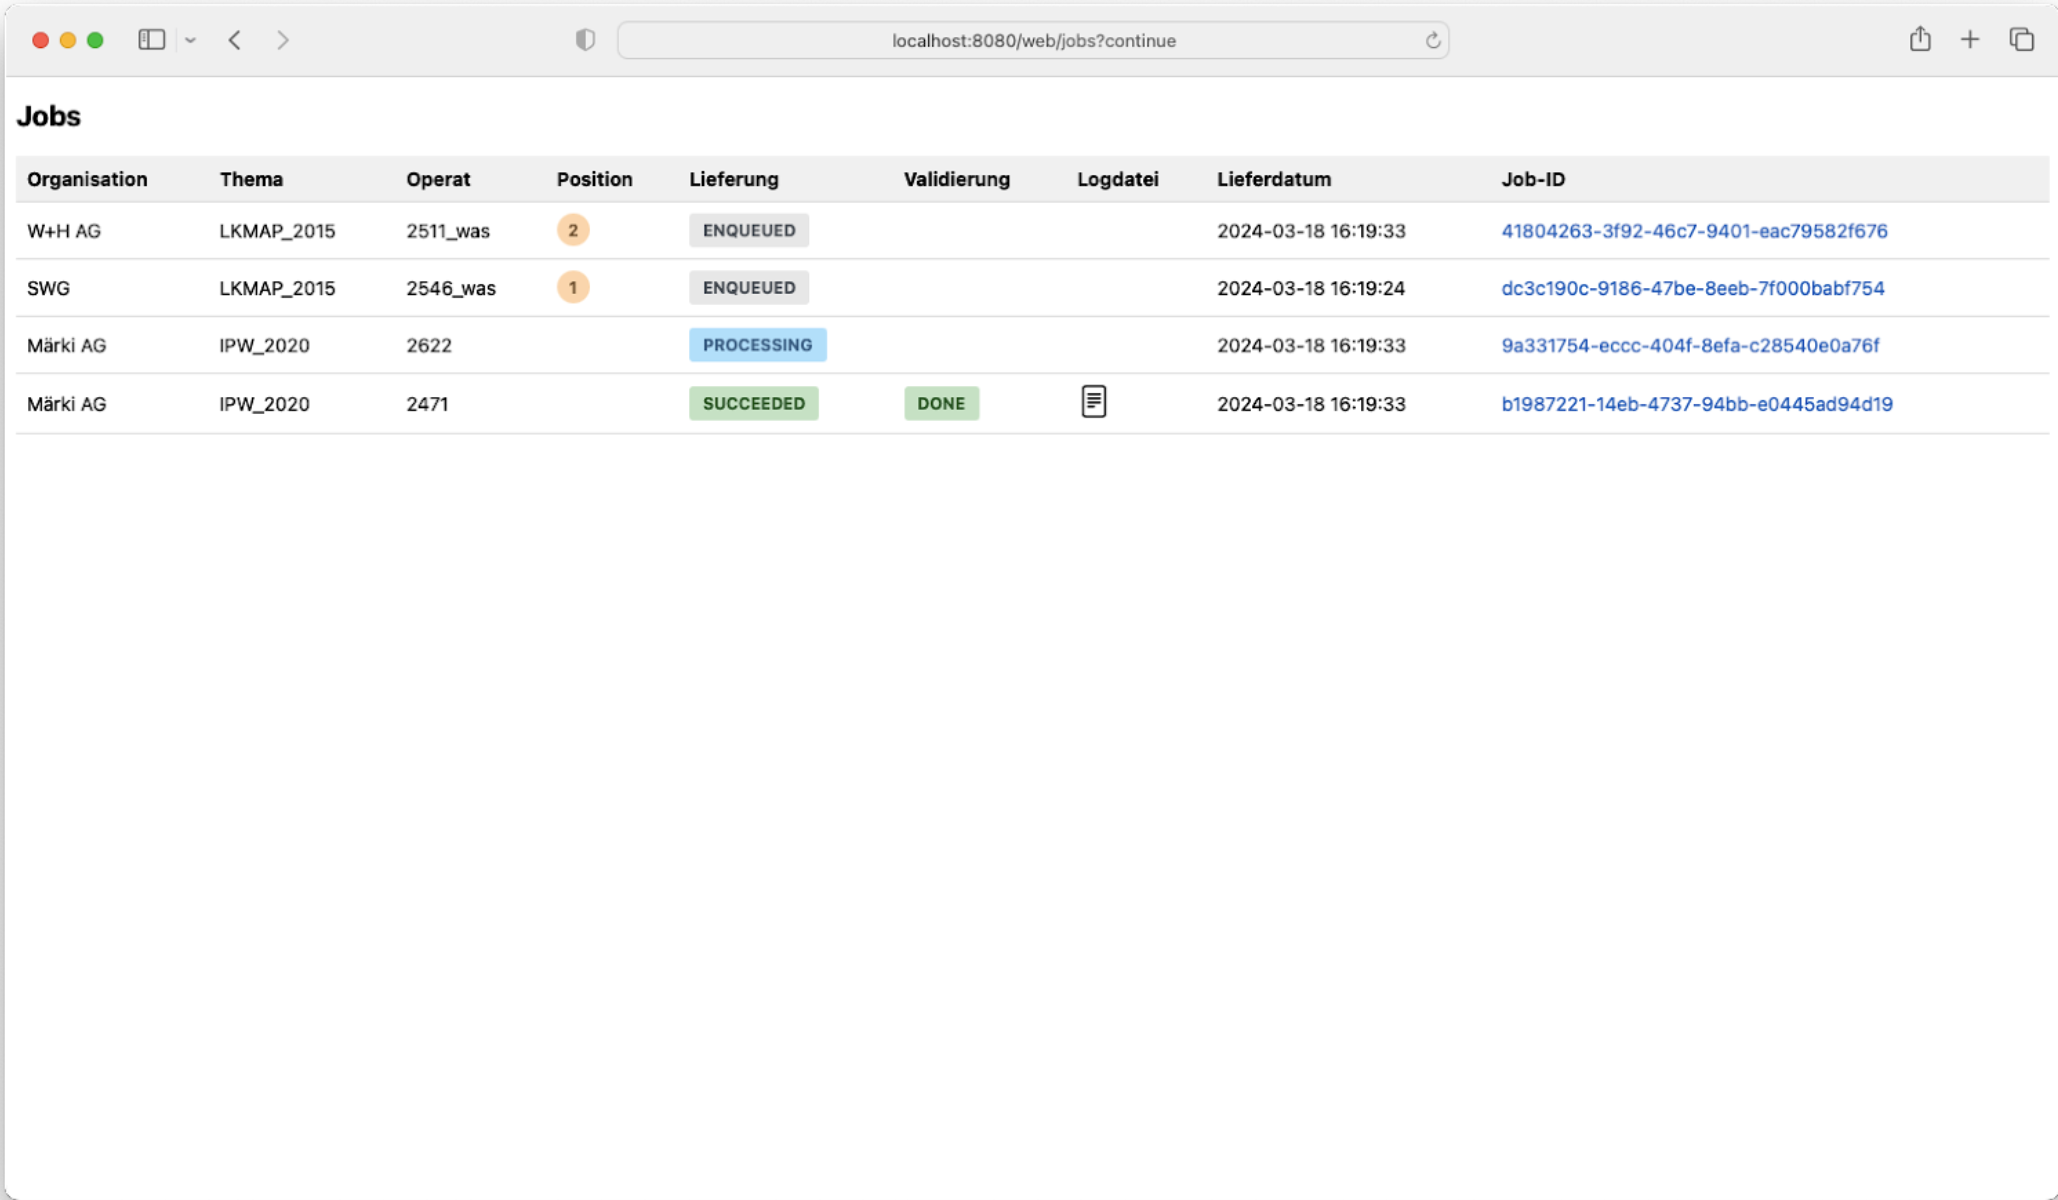 localhost:8080/web/jobs?continue
Jobs
Organisation Thema Operat Position Lieferung Validierung Logdatei Lieferdatum Job-ID
W+H AG LKMAP_2015 2511_was 2 ENQUEUED 2024-03-18 16:19:33 41804263-3f92-46c7-9401-eac79582f676
SWG LKMAP_2015 2546_was 1 ENQUEUED 2024-03-18 16:19:24 dc3c190c-9186-47be-8eeb-7f000babf754
Märki AG IPW_2020 2622 PROCESSING 2024-03-18 16:19:33 9a331754-eccc-404f-8efa-c28540e0a76f
Märki AG IPW_2020 2471 SUCCEEDED DONE 2024-03-18 16:19:33 b1987221-14eb-4737-94bb-e0445ad94d19